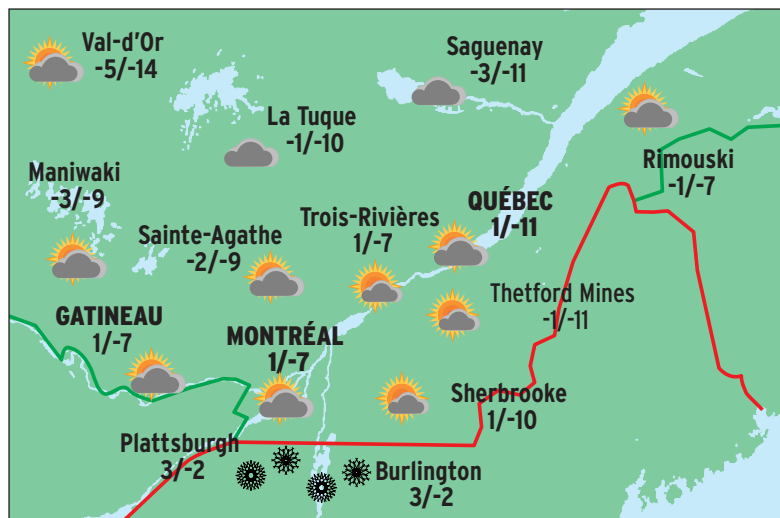 Val-d'Or
-5/-14
Saguenay
-3/-11
La Tuque
-1/-10
Rimouski
-1/-7
Maniwaki
-3/-9
QUÉBEC
1/-11
Trois-Rivières
1/-7
Sainte-Agathe
-2/-9
Thetford Mines
-1/-11
GATINEAU
1/-7
MONTRÉAL
1/-7
Sherbrooke
1/-10
Plattsburgh
3/-2
Burlington
3/-2